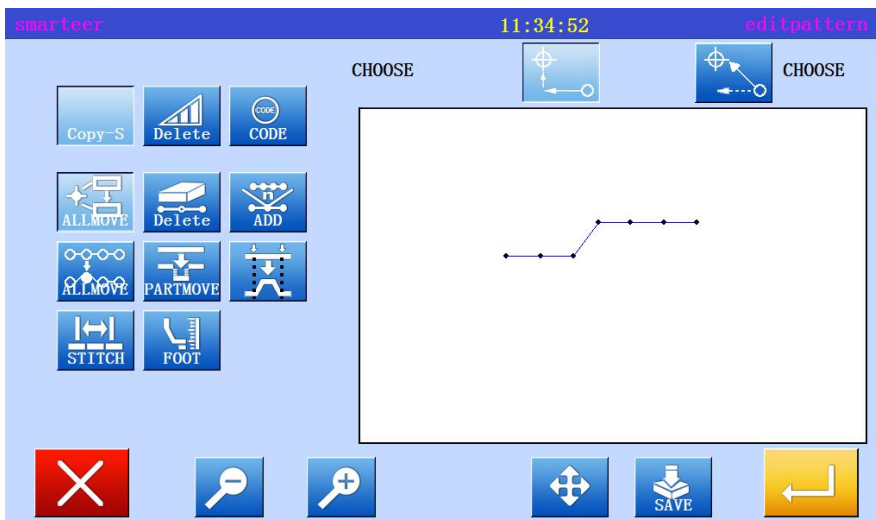 smarteer 11:34:52 editpattern
CHOOSE CHOOSE
Copy-S Delete CODE CODE
ALLMOVE Delete n ADD
ALLMOVE PARTMOVE
STITCH FOOT
SAVE